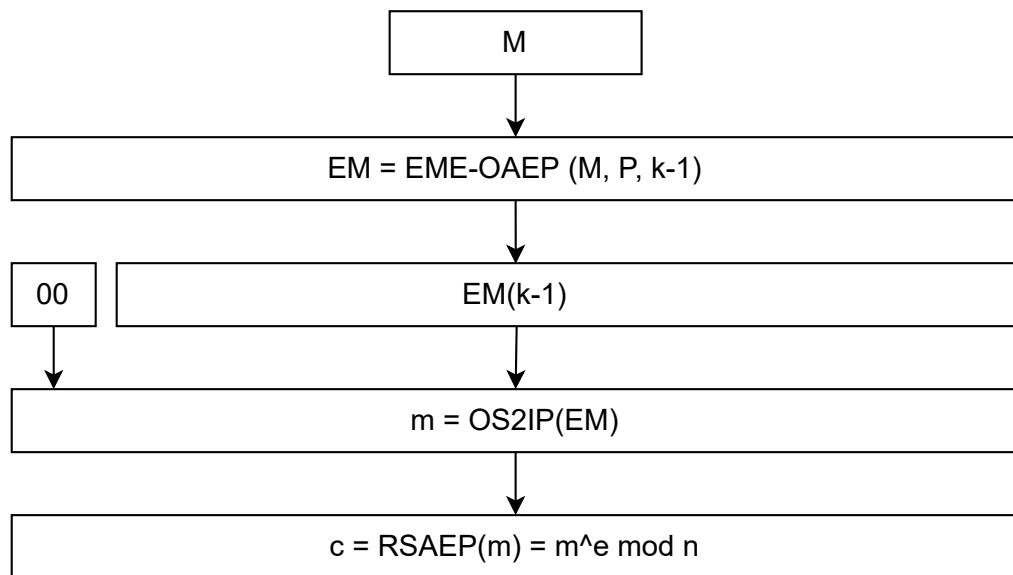 M
EM = EME-OAEP (M, P, k-1)
00
EM(k-1)
m = OS2IP(EM)
c = RSAEP(m) = m^e mod n